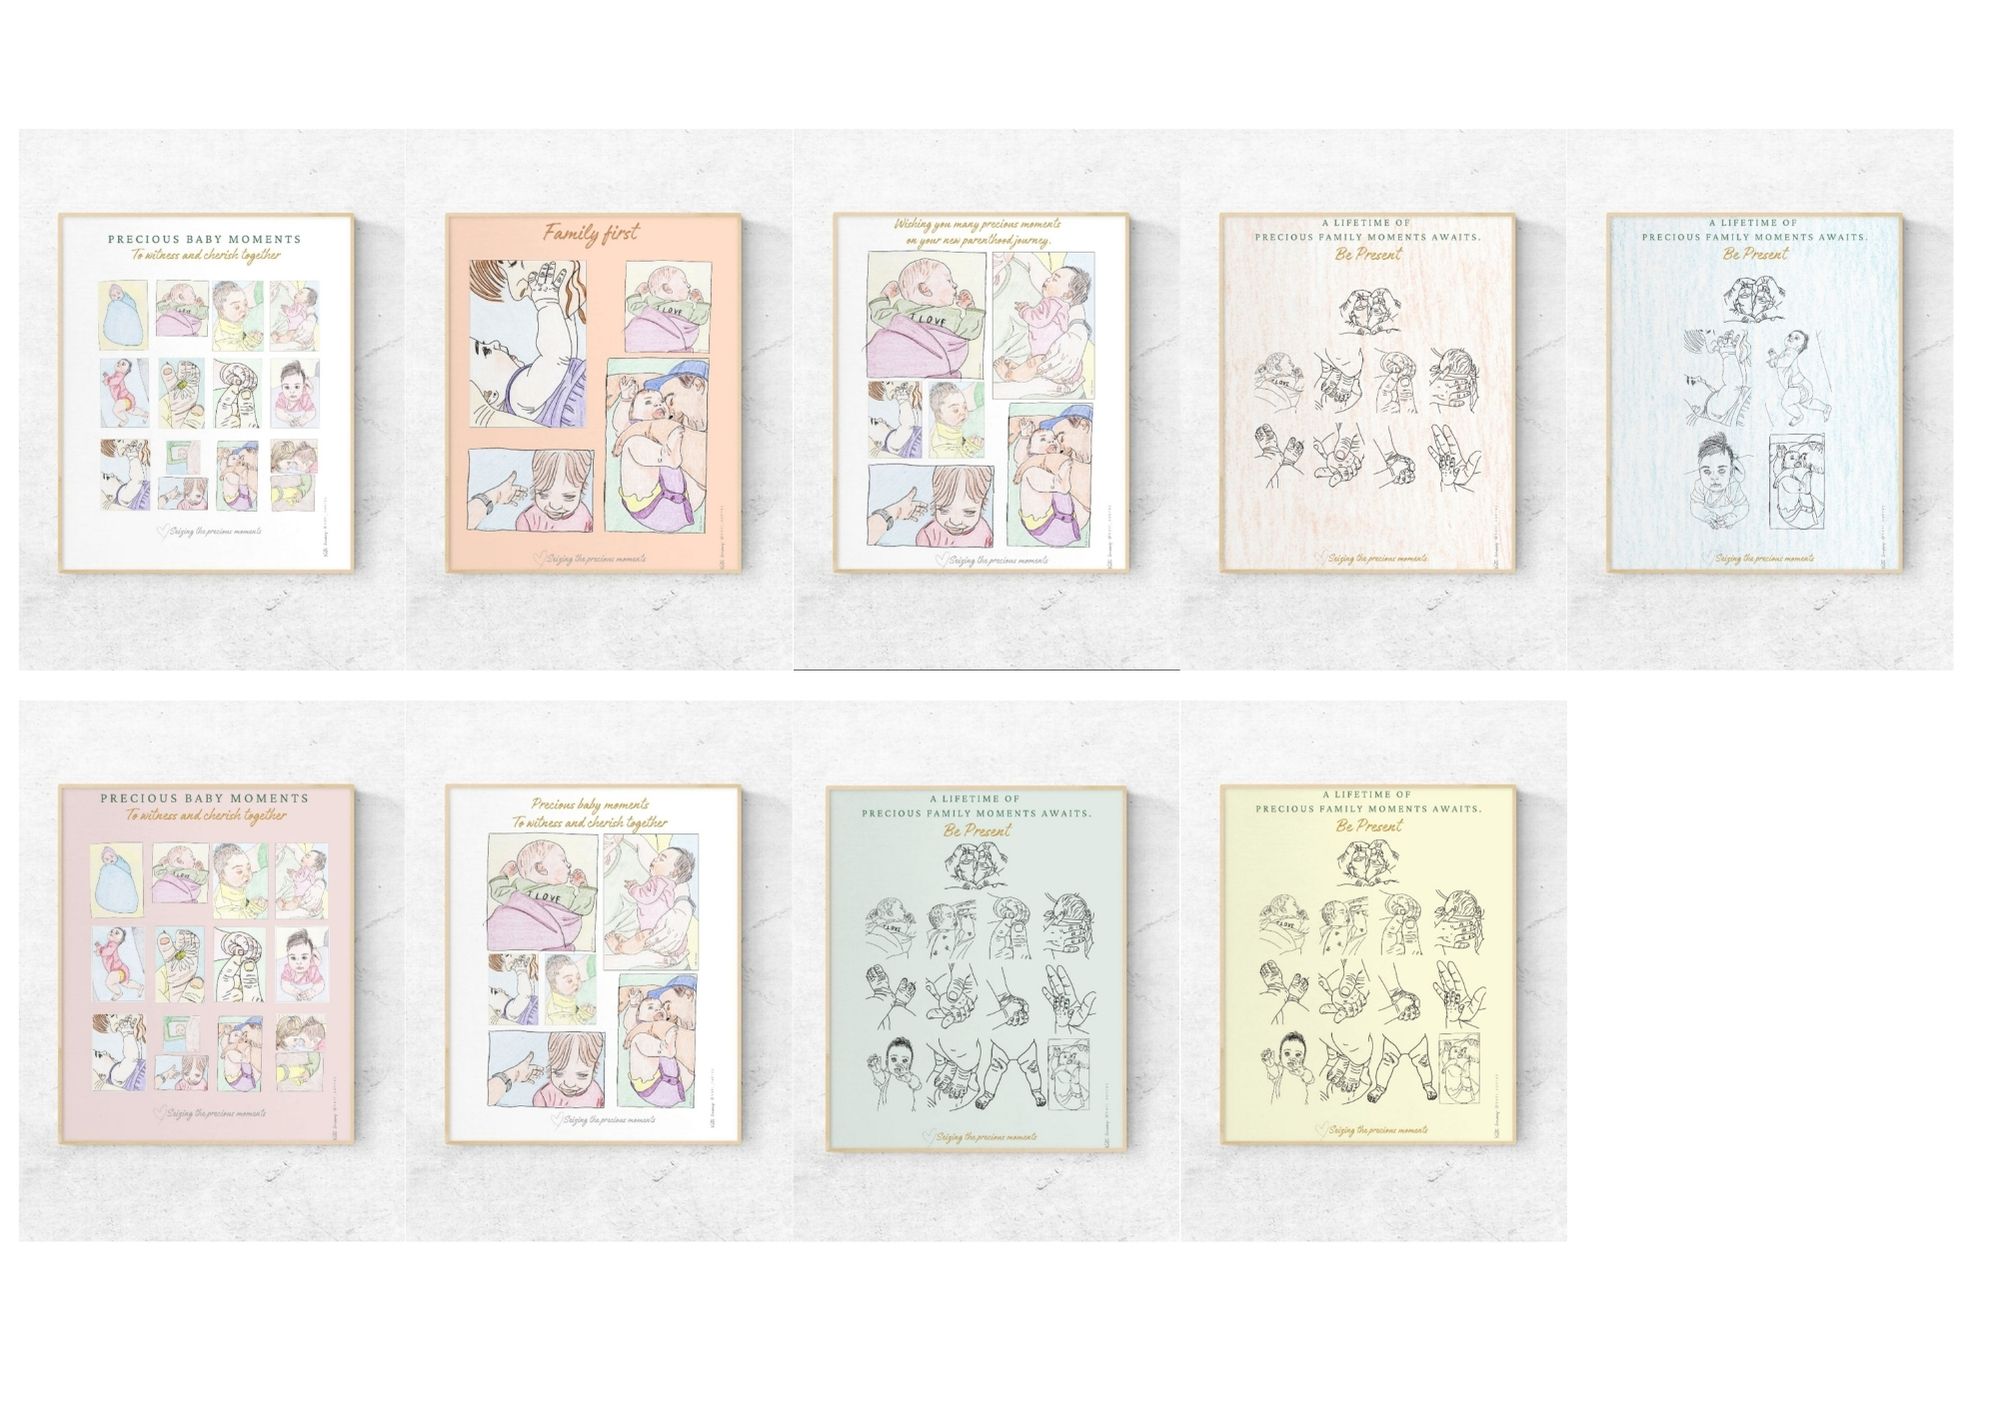 PRECIOUS BABY MOMENTS
To witness and cherish together
I LOVE
Seizing the precious moments
Family first
I LOVE
Seizing the precious moments
Wishing you many precious moments
on your new parenthood journey.
I LOVE
Seizing the precious moments
A LIFETIME OF
PRECIOUS FAMILY MOMENTS AWAITS.
Be Present
I LOVE
Seizing the precious moments
A LIFETIME OF
PRECIOUS FAMILY MOMENTS AWAITS.
Be Present
Seizing the precious moments
PRECIOUS BABY MOMENTS
To witness and cherish together
I LOVE
Seizing the precious moments
Precious baby moments
To witness and cherish together
I LOVE
Seizing the precious moments
A LIFETIME OF
PRECIOUS FAMILY MOMENTS AWAITS.
Be Present
I LOVE
Seizing the precious moments
A LIFETIME OF
PRECIOUS FAMILY MOMENTS AWAITS.
Be Present
I LOVE
Seizing the precious moments